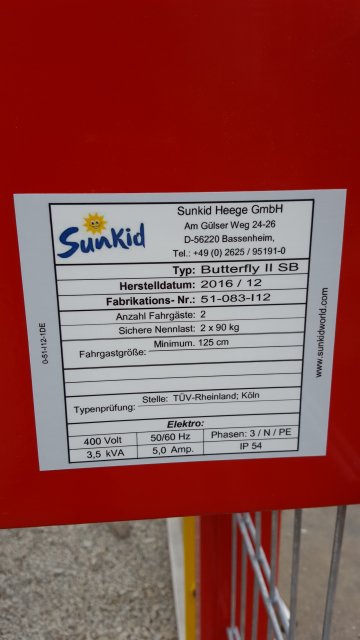 Sunkid
Sunkid Heege GmbH
Am Gülser Weg 24-26
D-56220 Bassenheim,
Tel.: +49 (0) 2625 / 95191-0
Typ: Butterfly II SB
Herstelldatum: 2016 / 12
Fabrikations- Nr.: 51-083-I12
Anzahl Fahrgäste: 2
Sichere Nennlast: 2 x 90 kg
Fahrgastgröße: Minimum. 125 cm
Typenprüfung: Stelle: TÜV-Rheinland; Köln
Elektro:
400 Volt 50/60 Hz Phasen: 3 / N / PE
3,5 kVA 5,0 Amp. IP 54
0-51-I12-1DE
www.sunkidworld.com